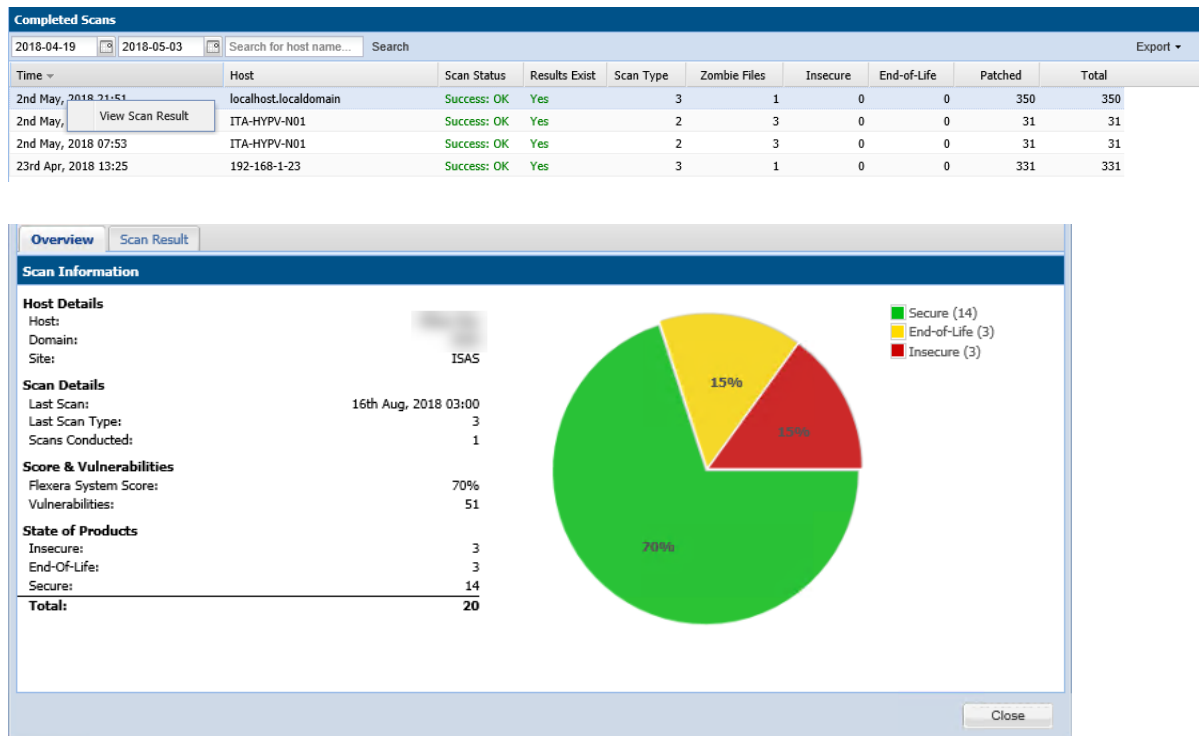 Completed Scans
2018-04-19 2018-05-03 Search for host name... Search Export
Time Host Scan Status Results Exist Scan Type Zombie Files Insecure End-of-Life Patched Total
2nd May, 2018 21:51 localhost.localdomain Success: OK Yes 3 1 0 0 350 350
View Scan Result
2nd May, ITA-HYPV-N01 Success: OK Yes 2 3 0 0 31 31
2nd May, 2018 07:53 ITA-HYPV-N01 Success: OK Yes 2 3 0 0 31 31
23rd Apr, 2018 13:25 192-168-1-23 Success: OK Yes 3 1 0 0 331 331
Overview Scan Result
Scan Information
Host Details
Host:
Domain:
Site: ISAS
Scan Details
Last Scan: 16th Aug, 2018 03:00
Last Scan Type: 3
Scans Conducted: 1
Score & Vulnerabilities
Flexera System Score: 70%
Vulnerabilities: 51
State of Products
Insecure: 3
End-Of-Life: 3
Secure: 14
Total: 20
Secure (14)
End-of-Life (3)
Insecure (3)
15%
15%
70%
Close